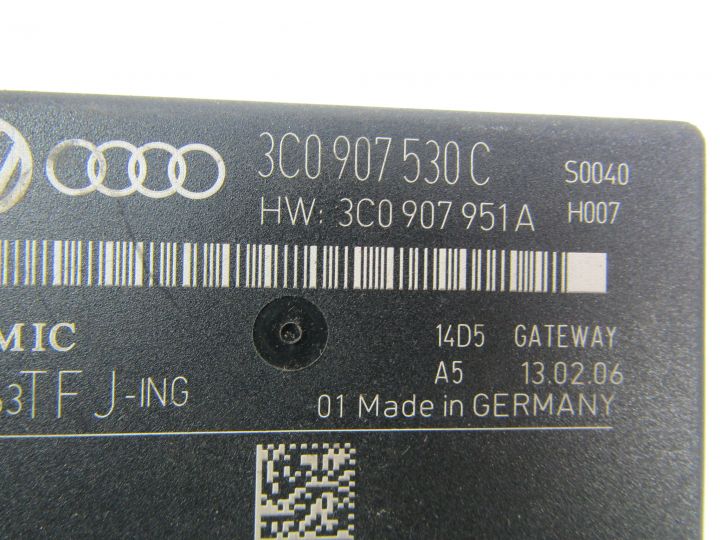 3C0 907 530 C S0040
HW: 3C0 907 951 A H007
MIC 14D5 GATEWAY
A5 13.02.06
63TFJ-ING 01 Made in GERMANY